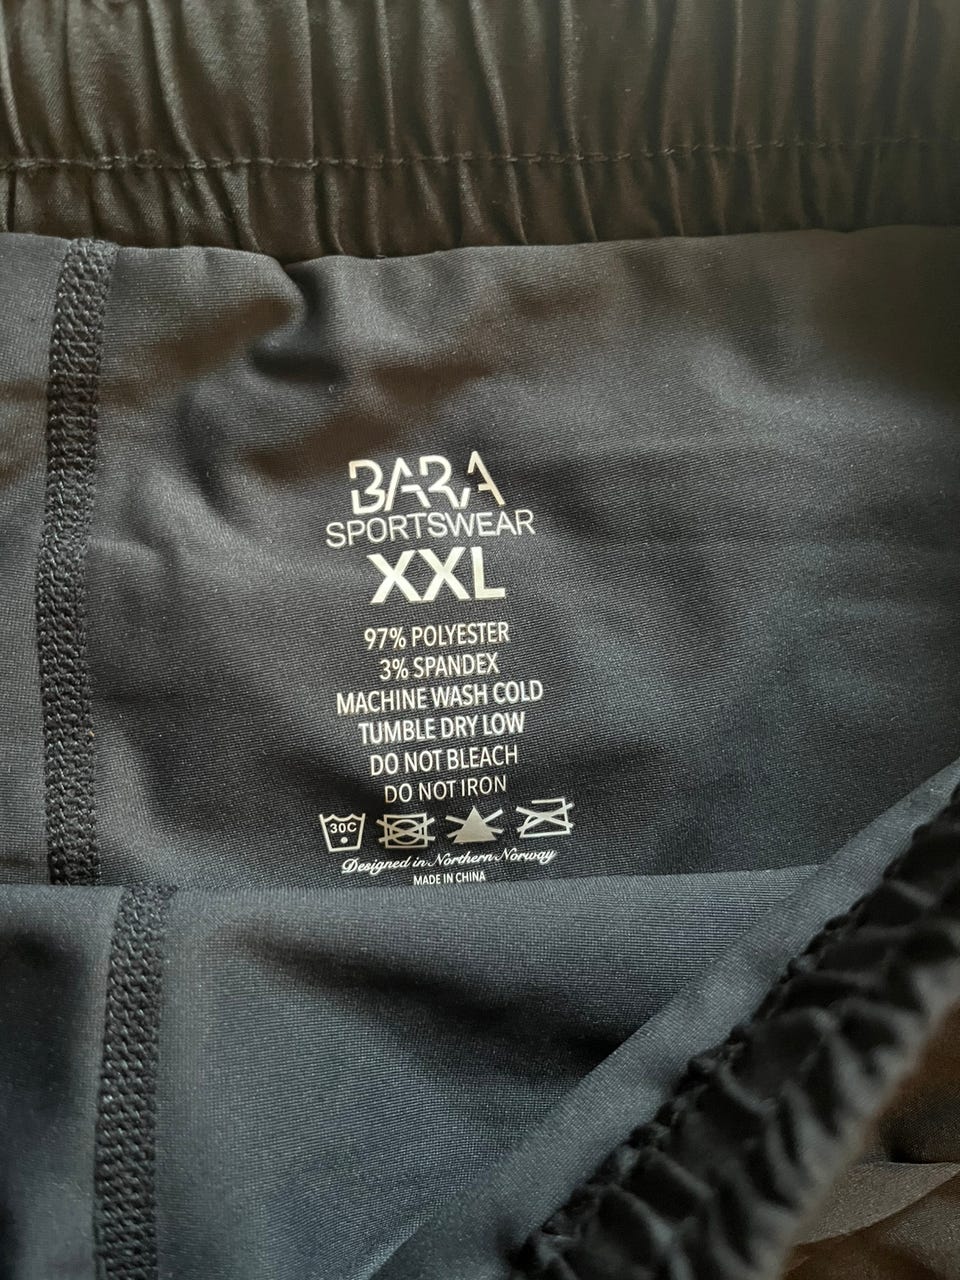 BARA
SPORTSWEAR
XXL
97% POLYESTER
3% SPANDEX
MACHINE WASH COLD
TUMBLE DRY LOW
DO NOT BLEACH
DO NOT IRON
30C
Designed in Northern Norway
MADE IN CHINA